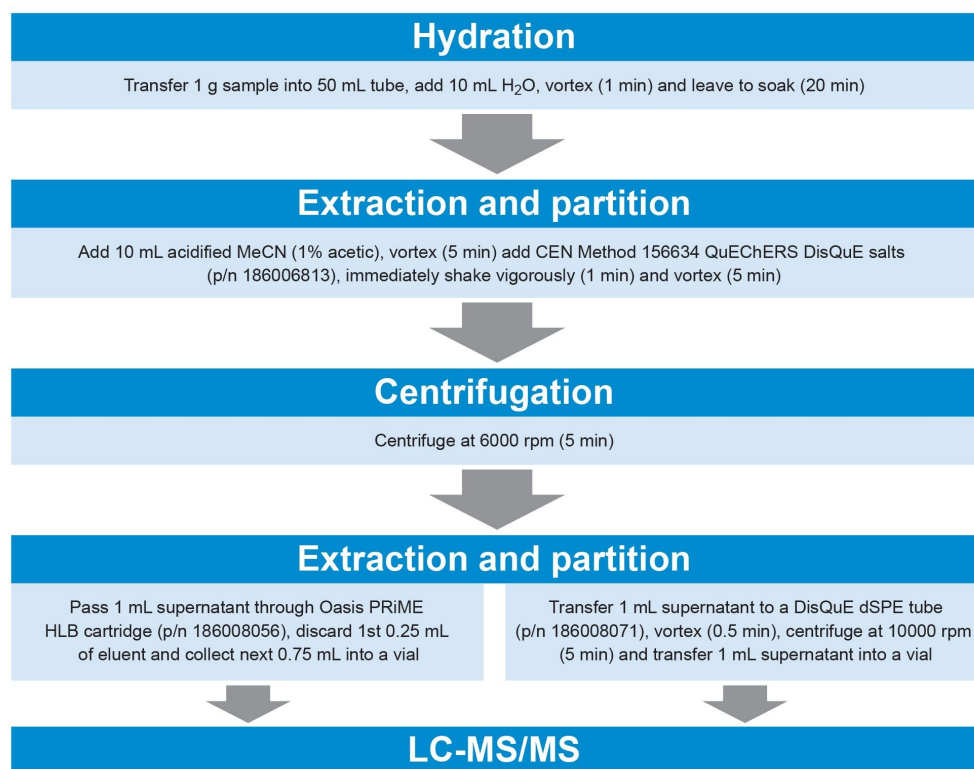 Hydration
Transfer 1 g sample into 50 mL tube, add 10 mL H₂O, vortex (1 min) and leave to soak (20 min)
Extraction and partition
Add 10 mL acidified MeCN (1% acetic), vortex (5 min) add CEN Method 156634 QuEChERS DisQuE salts
(p/n 186006813), immediately shake vigorously (1 min) and vortex (5 min)
Centrifugation
Centrifuge at 6000 rpm (5 min)
Extraction and partition
Pass 1 mL supernatant through Oasis PRiME
HLB cartridge (p/n 186008056), discard 1st 0.25 mL
of eluent and collect next 0.75 mL into a vial
Transfer 1 mL supernatant to a DisQuE dSPE tube
(p/n 186008071), vortex (0.5 min), centrifuge at 10000 rpm
(5 min) and transfer 1 mL supernatant into a vial
LC-MS/MS